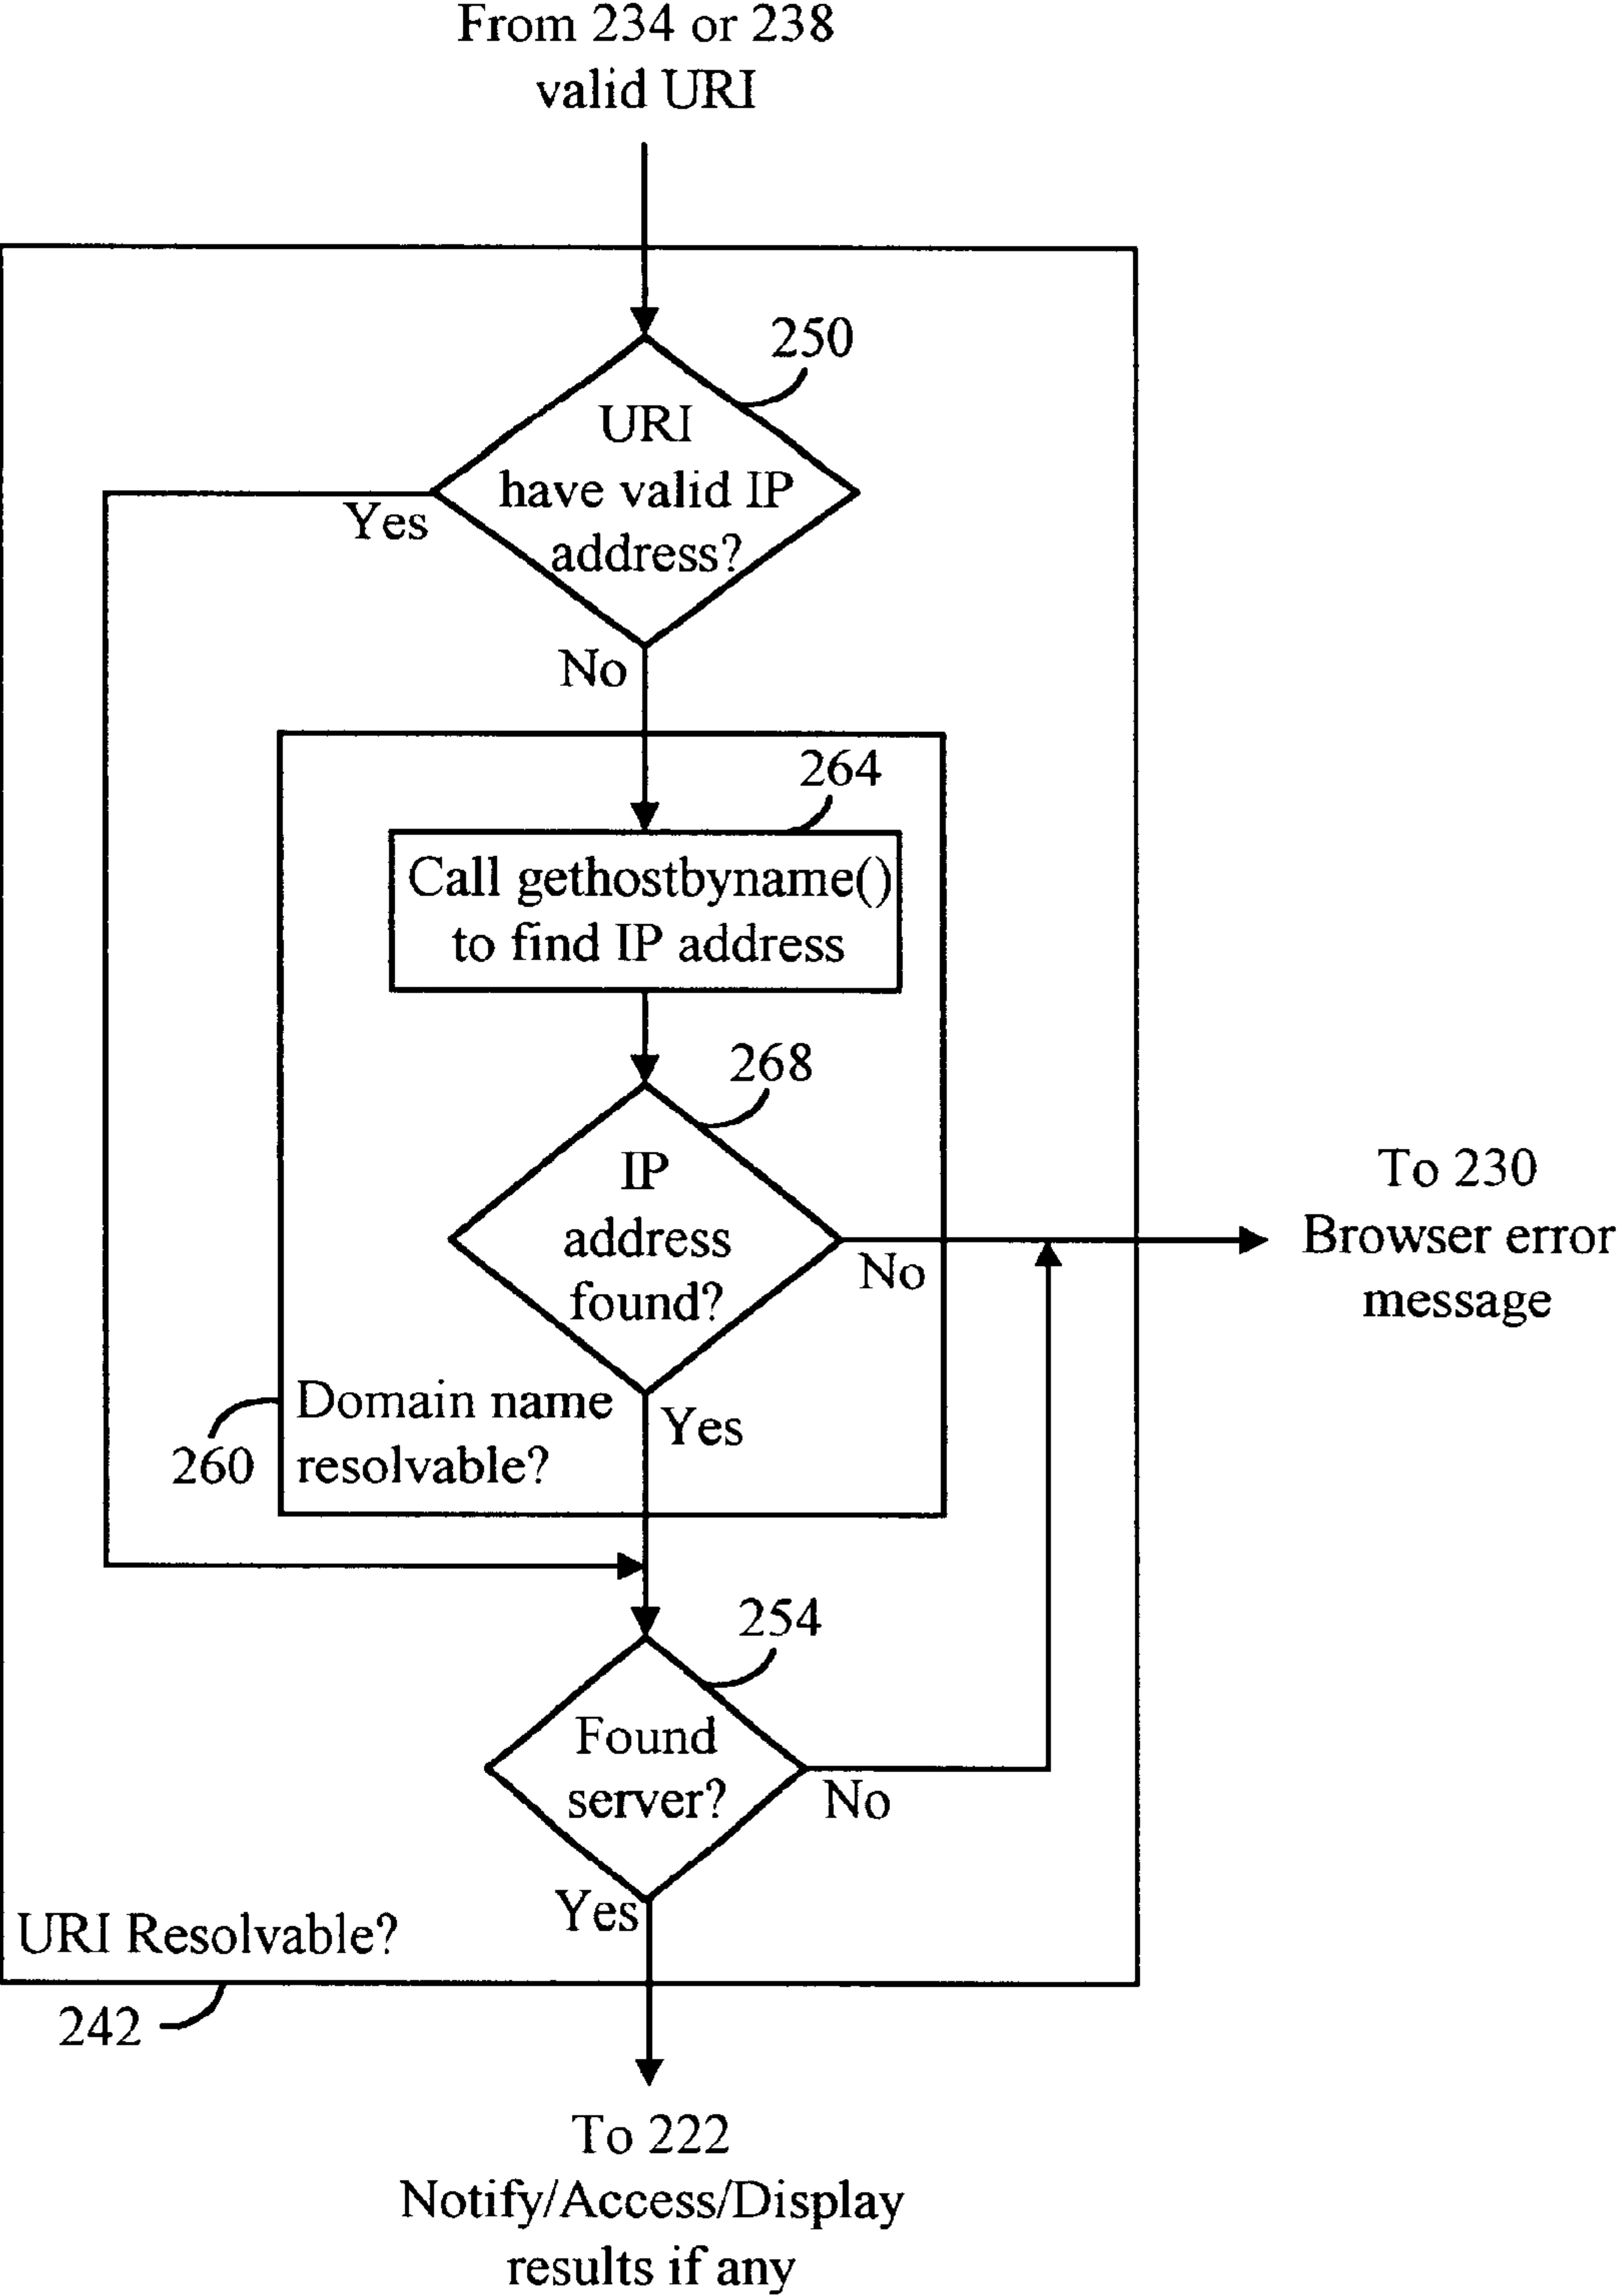 From 234 or 238
valid URI
250
URI
have valid IP
address?
Yes
No
264
Call gethostbyname()
to find IP address
268
IP
address
found?
No
To 230
Browser error
message
Domain name
resolvable?
260
Yes
254
Found
server?
No
Yes
URI Resolvable?
242
To 222
Notify/Access/Display
results if any